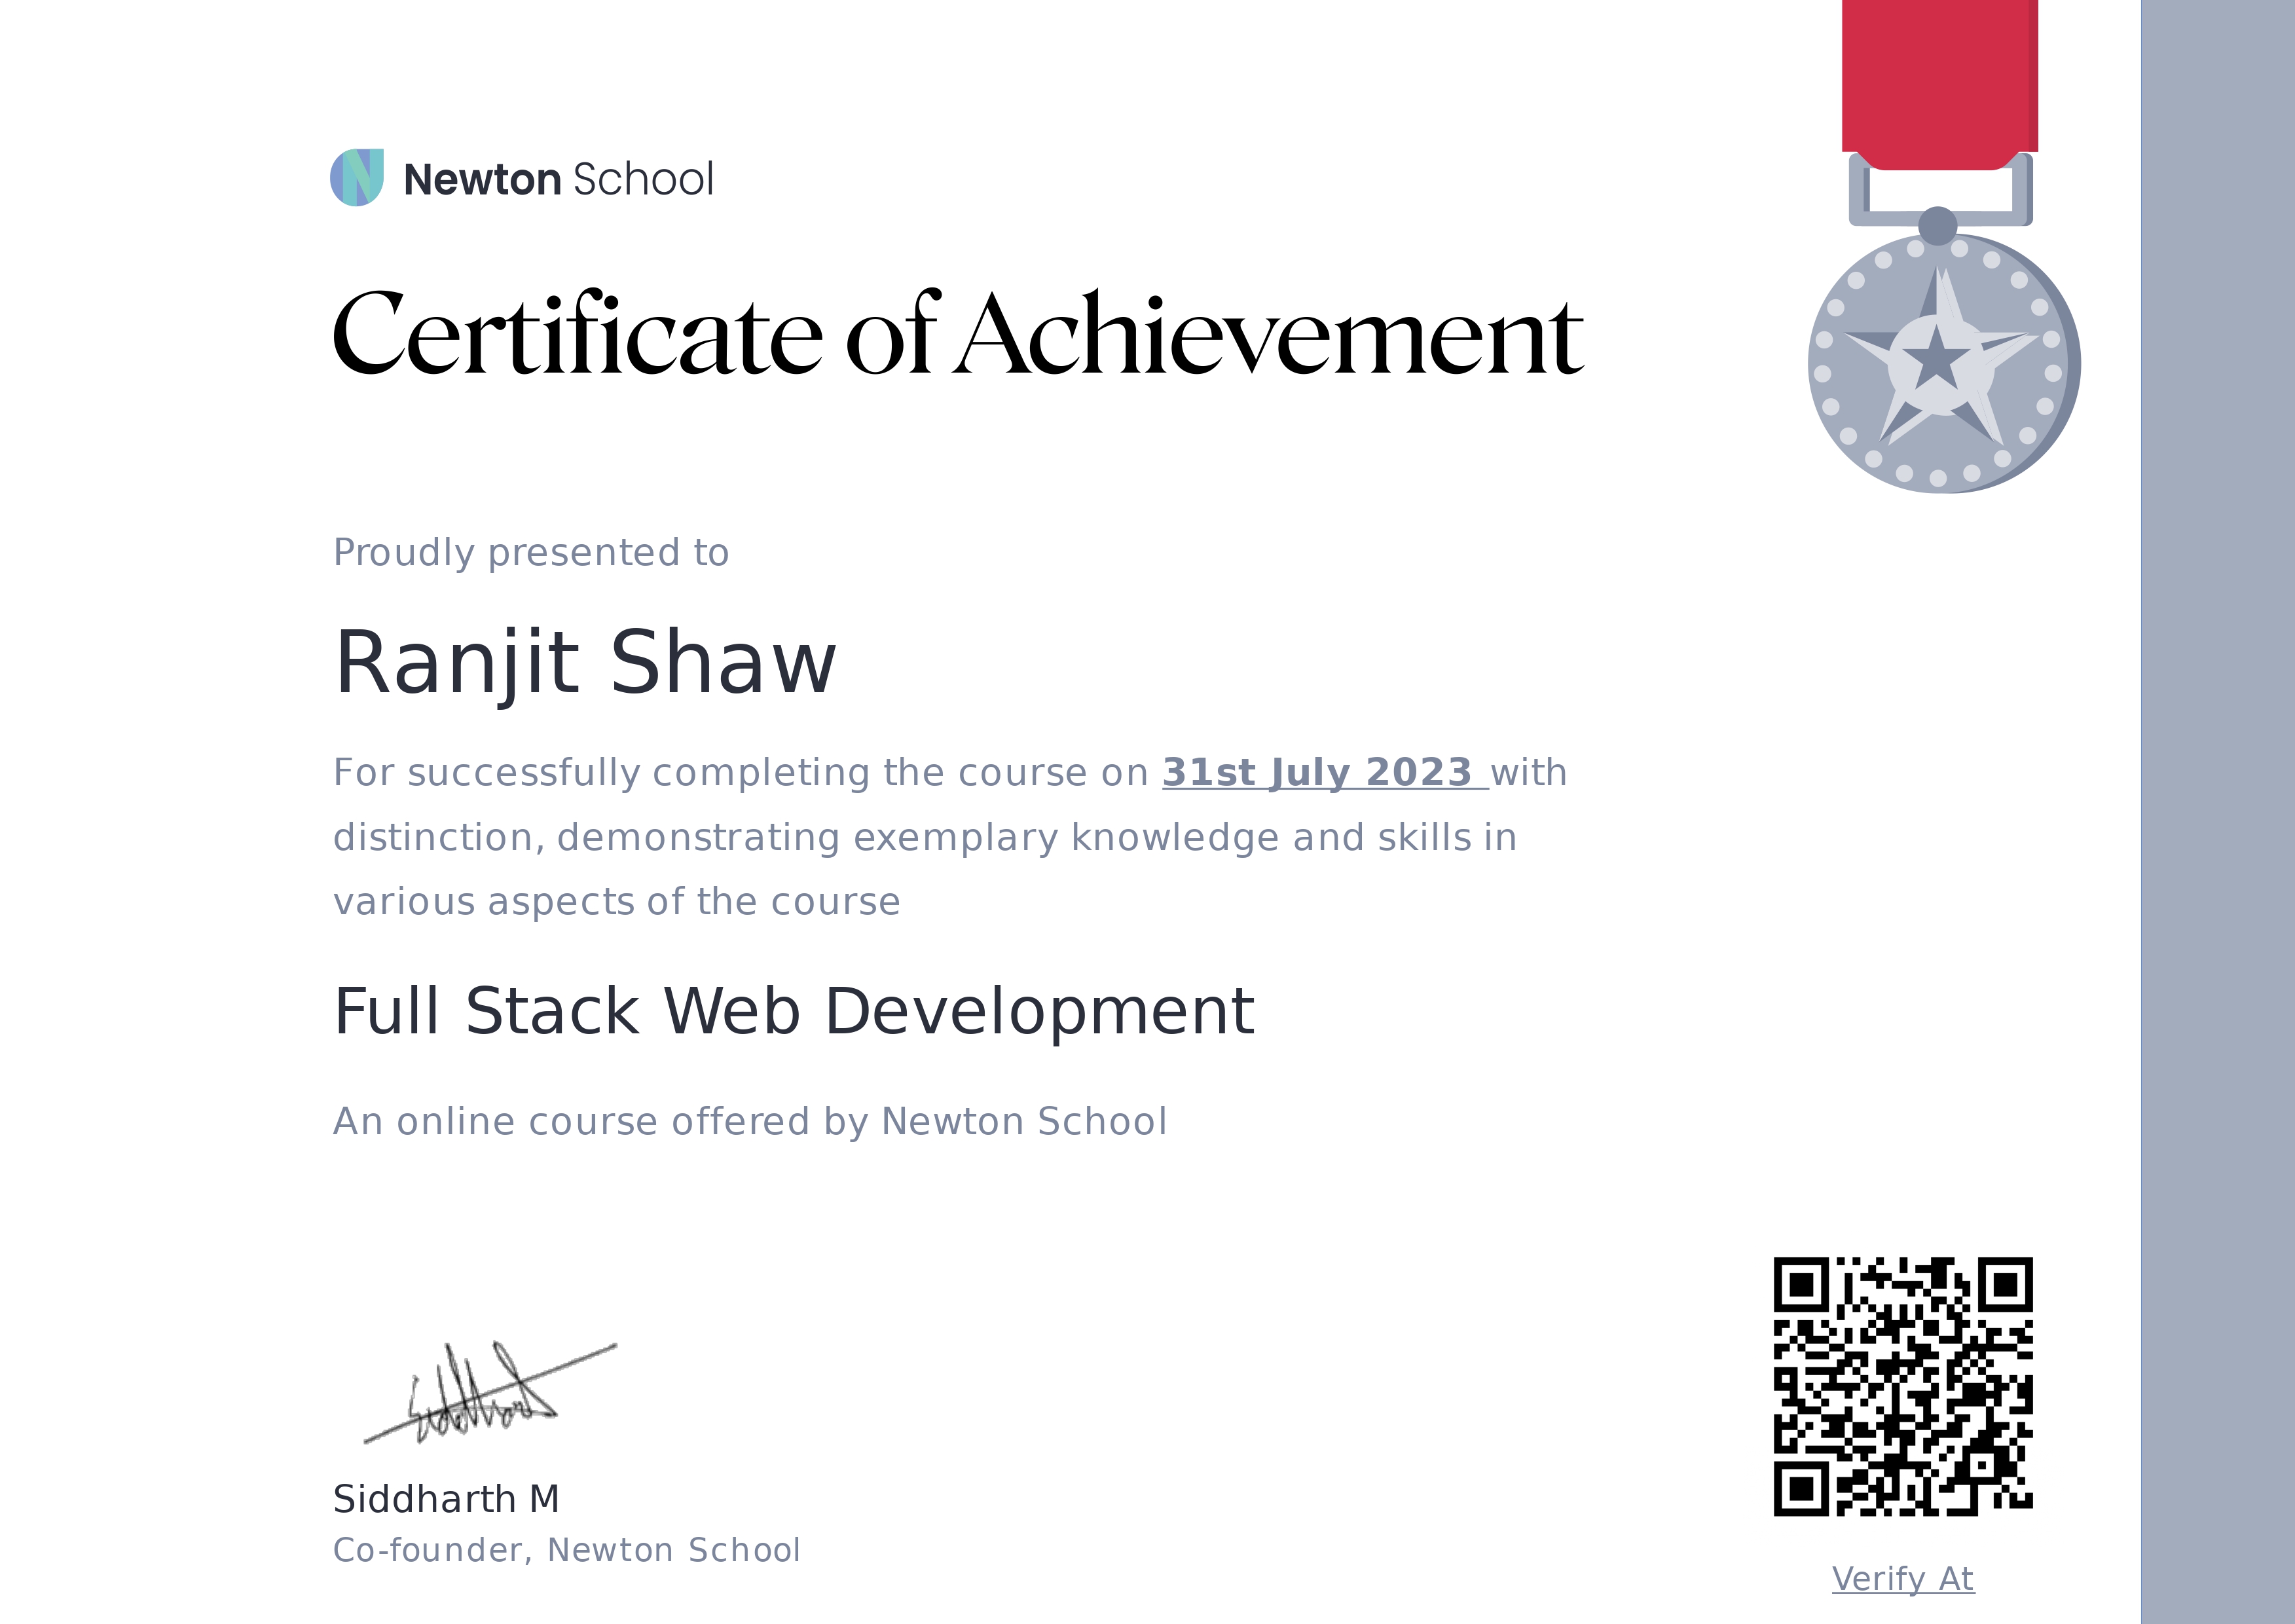 Newton School
Certificate of Achievement
Proudly presented to
Ranjit Shaw
For successfully completing the course on 31st July 2023 with
distinction, demonstrating exemplary knowledge and skills in
various aspects of the course
Full Stack Web Development
An online course offered by Newton School
Siddharth
Siddharth M
Co-founder, Newton School
Verify At